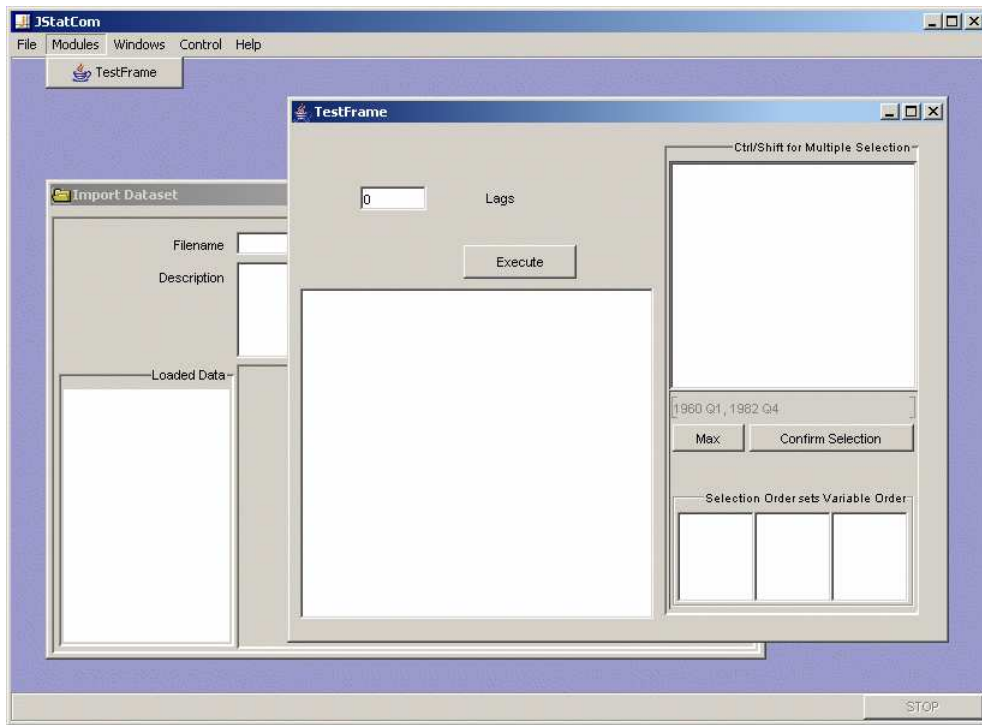 JStatCom
File Modules Windows Control Help
TestFrame
TestFrame
Ctrl/Shift for Multiple Selection
0 Lags
Execute
1960 Q1, 1982 Q4
Max Confirm Selection
Selection Order sets Variable Order
Import Dataset
Filename
Description
Loaded Data
STOP